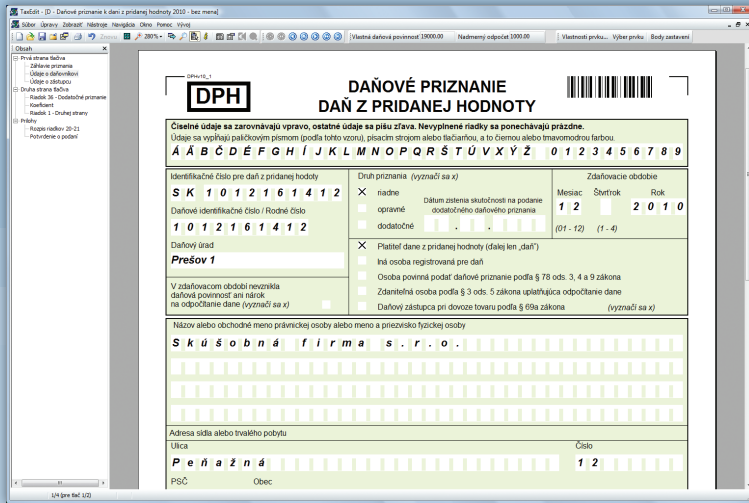 TaxEdit - [D - Daňové priznanie k dani z pridanej hodnoty 2010 - bez mena]
Súbor Úpravy Zobraziť Nástroje Navigácia Okno Pomoc Vývoj
Znovu 280% Vlastná daňová povinnosť 19000.00 Nadmerný odpočet 1000.00 Vlastnosti prvku... Výber prvku Body zastavení
Obsah
Prvá strana tlačiva
Záhlavie priznania
Údaje o daňovníkovi
Údaje o zástupcu
Druhá strana tlačiva
Riadok 36 - Dodatočné priznanie
Koeficient
Riadok 1 - Druhej strany
Prílohy
Rozpis riadkov 20-21
Potvrdenie o podaní
DPHv10_1
DPH
DAŇOVÉ PRIZNANIE
DAŇ Z PRIDANEJ HODNOTY
Číselné údaje sa zarovnávajú vpravo, ostatné údaje sa píšu zľava. Nevyplnené riadky sa ponechávajú prázdne.
Údaje sa vypĺňajú paličkovým písmom (podľa tohto vzoru), písacím strojom alebo tlačiarňou, a to čiernou alebo tmavomodrou farbou.
Á Ä B Č D É F G H Í J K L M N O P Q R Š T Ú V X Ý Ž 0 1 2 3 4 5 6 7 8 9
Identifikačné číslo pre daň z pridanej hodoty
S K 1 0 1 2 1 6 1 4 1 2
Daňové identifikačné číslo / Rodné číslo
1 0 1 2 1 6 1 4 1 2
Daňový úrad
Prešov 1
V zdaňovacom období nevznikla
daňová povinnosť ani nárok
na odpočítanie dane (vyznačí sa x)
Druh priznania (vyznačí sa x)
X riadne
opravné
dodatočné
Dátum zistenia skutočnosti na podanie
dodatočného daňového priznania
. .
Zdaňovacie obdobie
Mesiac Štvrťrok Rok
1 2 2 0 1 0
(01 - 12) (1 - 4)
X Platiteľ dane z pridanej hodnoty (ďalej len „daň")
Iná osoba registrovaná pre daň
Osoba povinná podať daňové priznanie podľa § 78 ods. 3, 4 a 9 zákona
Zdaniteľná osoba podľa § 3 ods. 5 zákona uplatňujúca odpočítanie dane
Daňový zástupca pri dovoze tovaru podľa § 69a zákona (vyznačí sa x)
Názov alebo obchodné meno právnickej osoby alebo meno a priezvisko fyzickej osoby
S k ú š o b n á f i r m a s . r . o .
Adresa sídla alebo trvalého pobytu
Ulica Číslo
P e ň a ž n á 1 2
PSČ Obec
1/4 (pre tlač 1/2)